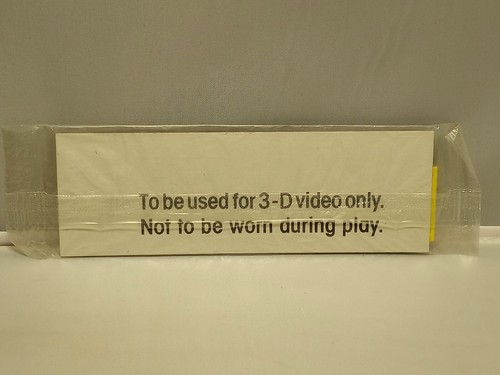 To be used for 3-D video only.
Not to be worn during play.